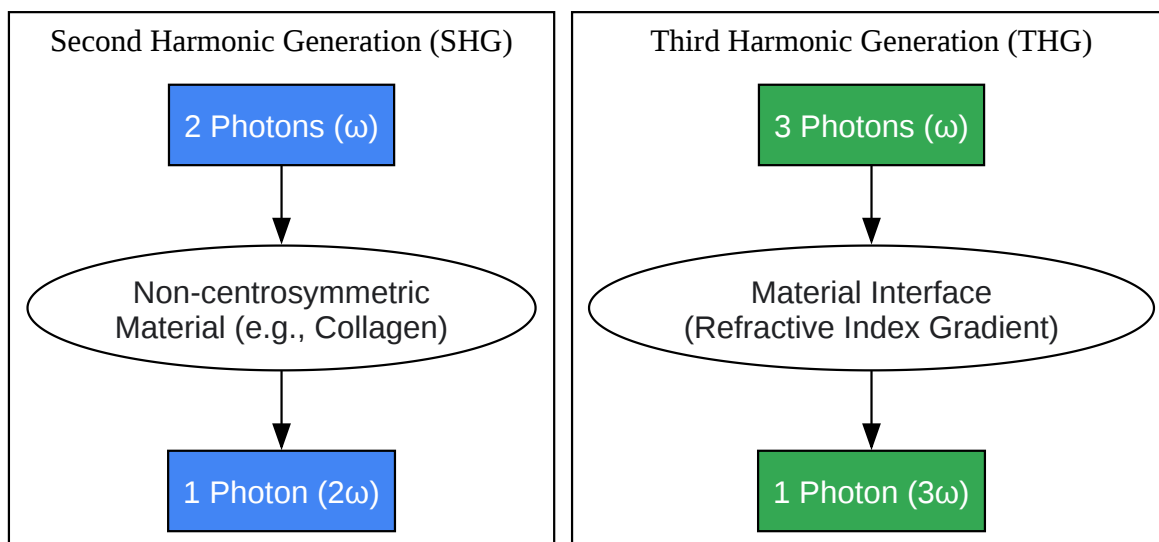 Second Harmonic Generation (SHG)
2 Photons (ω)
Non-centrosymmetric
Material (e.g., Collagen)
1 Photon (2ω)
Third Harmonic Generation (THG)
3 Photons (ω)
Material Interface
(Refractive Index Gradient)
1 Photon (3ω)